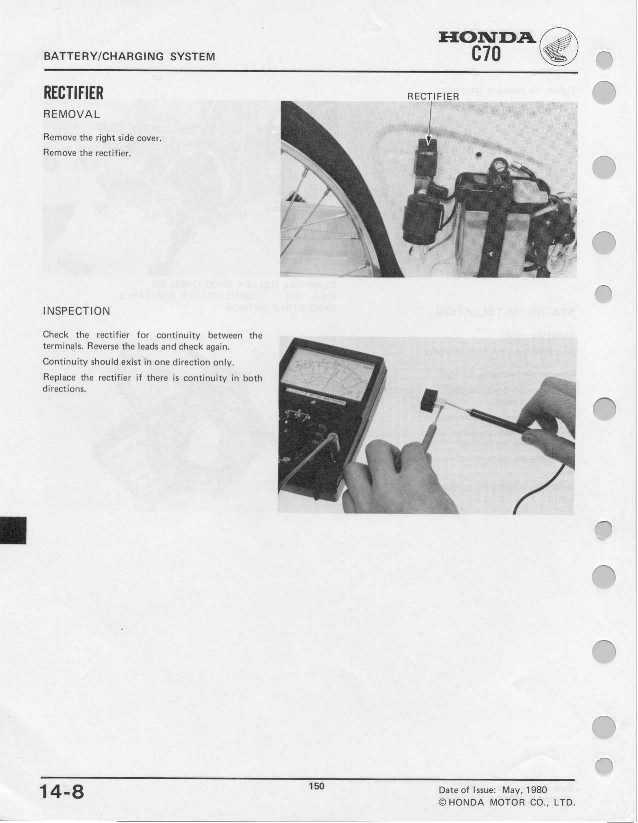 BATTERY/CHARGING SYSTEM
HONDA
C70
RECTIFIER
REMOVAL
Remove the right side cover.
Remove the rectifier.
RECTIFIER
INSPECTION
Check the rectifier for continuity between the
terminals. Reverse the leads and check again.
Continuity should exist in one direction only.
Replace the rectifier if there is continuity in both
directions.
14-8
150
Date of Issue: May, 1980
© HONDA MOTOR CO., LTD.